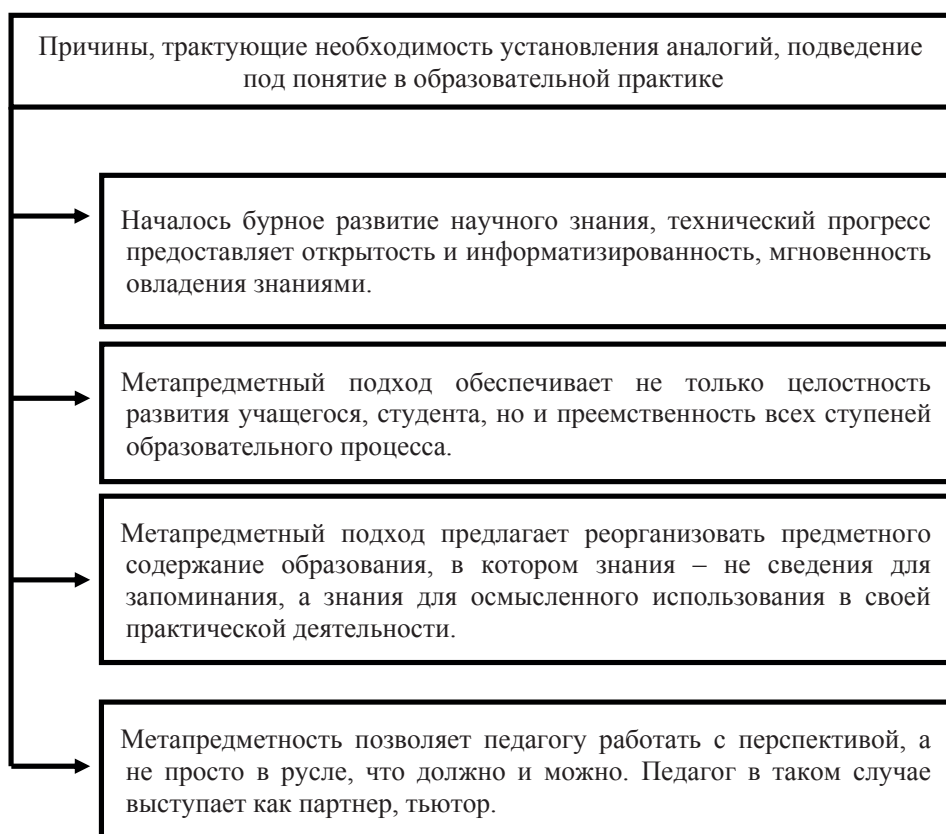 Причины, трактующие необходимость установления аналогий, подведение
под понятие в образовательной практике
Началось бурное развитие научного знания, технический прогресс
предоставляет открытость и информатизированность, мгновенность
овладения знаниями.
Метапредметный подход обеспечивает не только целостность
развития учащегося, студента, но и преемственность всех ступеней
образовательного процесса.
Метапредметный подход предлагает реорганизовать предметного
содержание образования, в котором знания – не сведения для
запоминания, а знания для осмысленного использования в своей
практической деятельности.
Метапредметность позволяет педагогу работать с перспективой, а
не просто в русле, что должно и можно. Педагог в таком случае
выступает как партнер, тьютор.